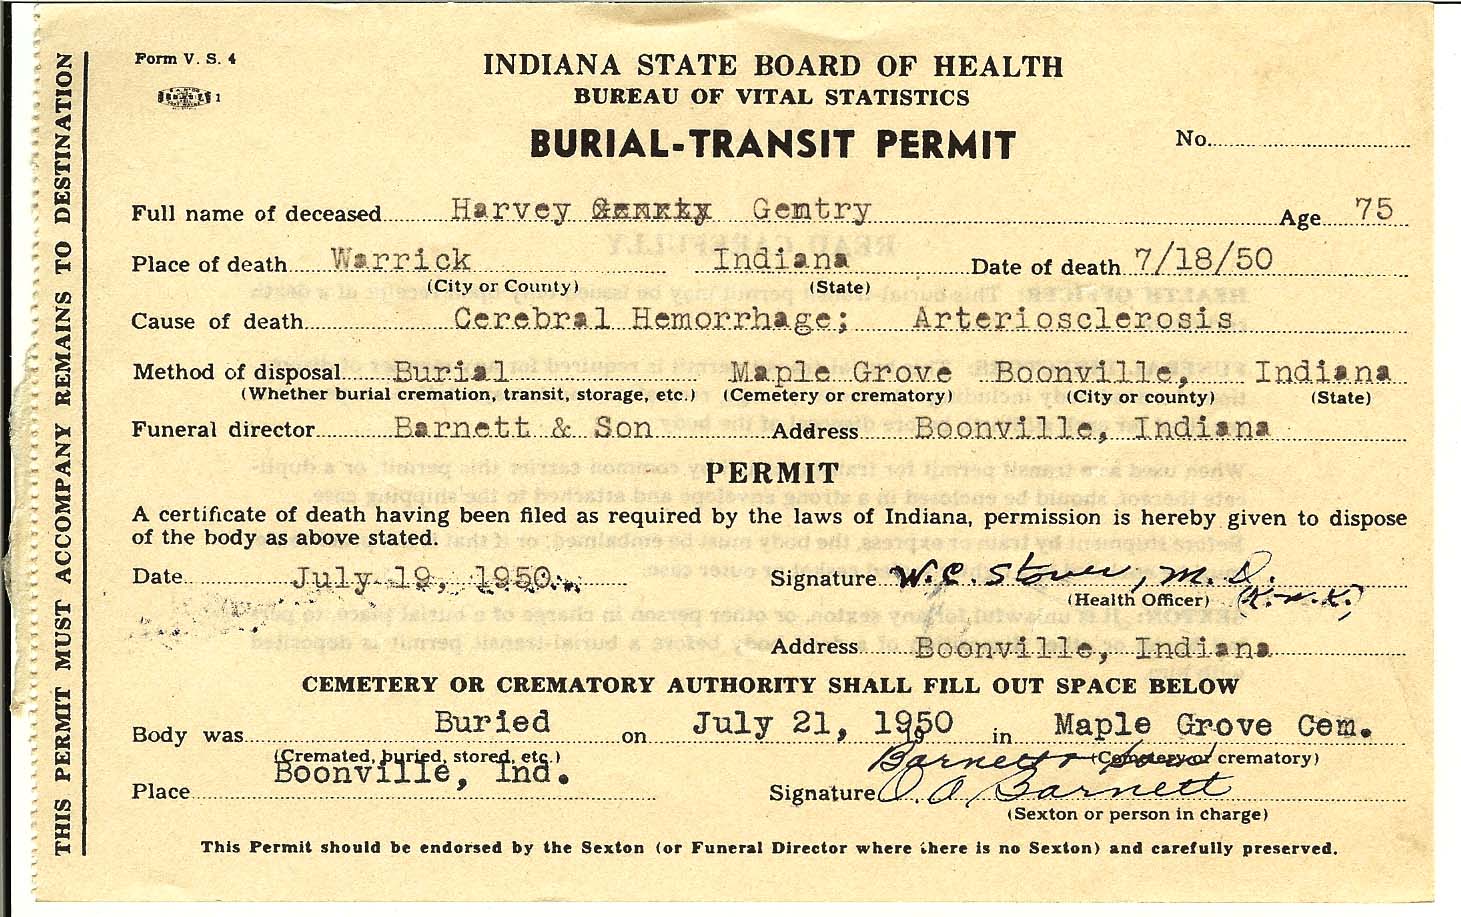 Form V. S. 4
1
INDIANA STATE BOARD OF HEALTH
BUREAU OF VITAL STATISTICS
BURIAL-TRANSIT PERMIT
No.
THIS PERMIT MUST ACCOMPANY REMAINS TO DESTINATION
Full name of deceased Harvey Gentry Age 75
Place of death Warrick Indiana Date of death 7/18/50
(City or County) (State)
Cause of death Cerebral Hemorrhage; Arteriosclerosis
Method of disposal Burial Maple Grove Boonville, Indiana
(Whether burial cremation, transit, storage, etc.) (Cemetery or crematory) (City or county) (State)
Funeral director Barnett & Son Address Boonville, Indiana
PERMIT
A certificate of death having been filed as required by the laws of Indiana, permission is hereby given to dispose
of the body as above stated.
Date July 19, 1950. Signature W. C. Stover, M. D.
(Health Officer) (K.n.K.)
Address Boonville, Indiana
CEMETERY OR CREMATORY AUTHORITY SHALL FILL OUT SPACE BELOW
Body was Buried on July 21, 1950 19 in Maple Grove Cem.
(Cremated, buried, stored, etc.) Barnett & Son (Cemetery or crematory)
Place Boonville, Ind. Signature O. A. Barnett
(Sexton or person in charge)
This Permit should be endorsed by the Sexton (or Funeral Director where there is no Sexton) and carefully preserved.